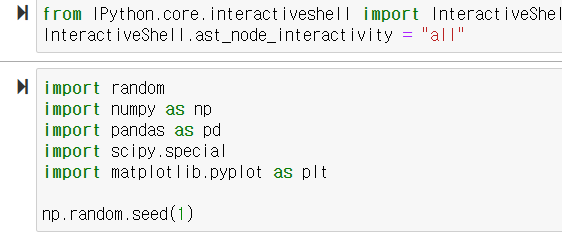 from IPython.core.interactiveshell import InteractiveShel
InteractiveShell.ast_node_interactivity = "all"
import random
import numpy as np
import pandas as pd
import scipy.special
import matplotlib.pyplot as plt
np.random.seed(1)